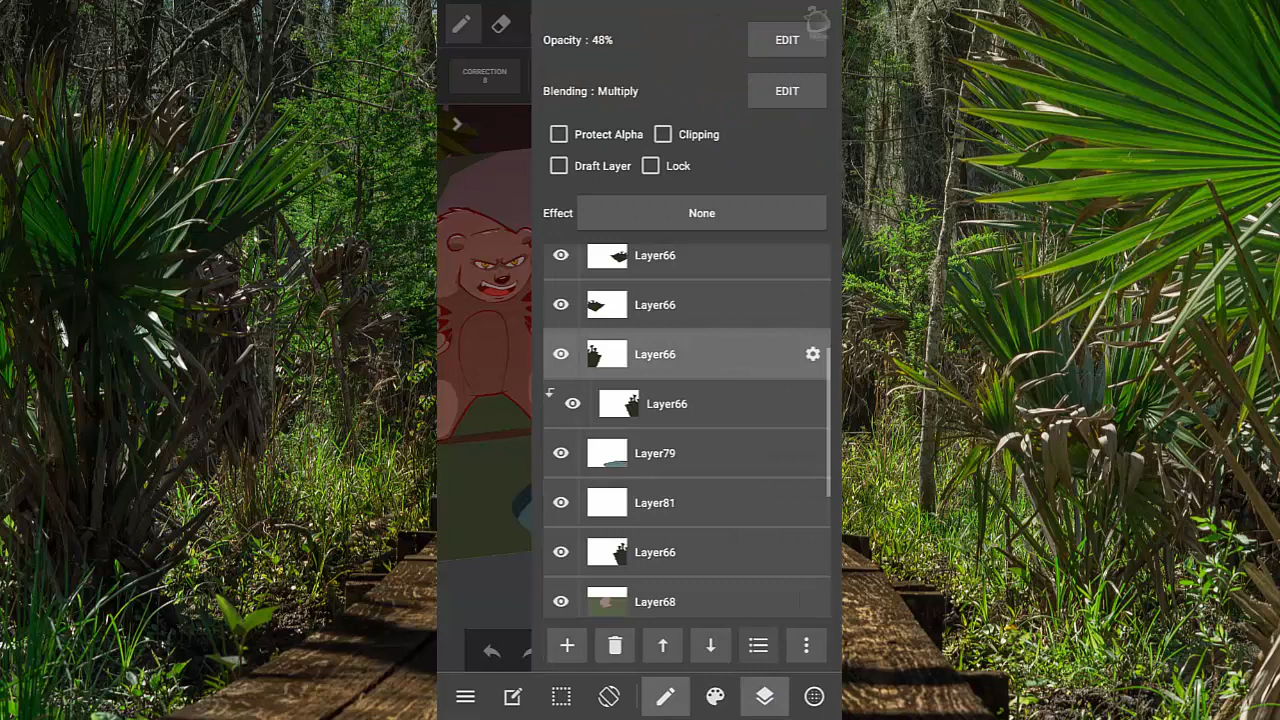 Opacity : 48%
EDIT
CORRECTION
8
Blending : Multiply
EDIT
Protect Alpha
Clipping
Draft Layer
Lock
Effect
None
Layer66
Layer66
Layer66
Layer66
Layer79
Layer81
Layer66
Layer68